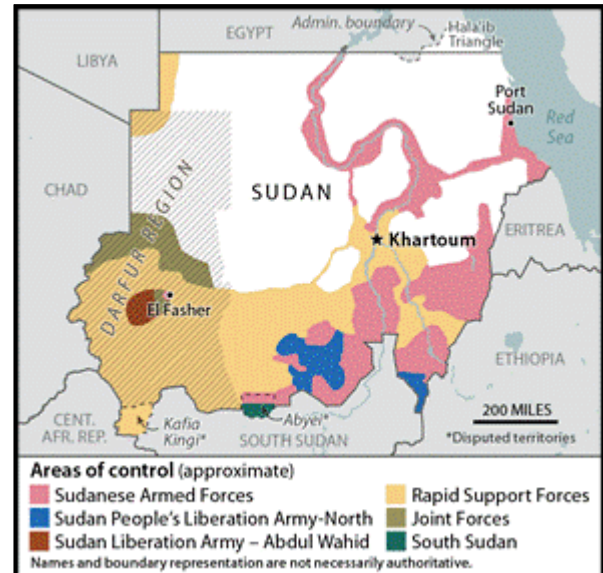 EGYPT
Admin. boundary
Hala'ib
Triangle
LIBYA
Port
Sudan
Red
Sea
CHAD
SUDAN
DARFUR REGION
Khartoum
ERITREA
El Fasher
ETHIOPIA
CENT.
AFR. REP.
Kafia
Kingi*
Abyei*
SOUTH SUDAN
200 MILES
*Disputed territories
Areas of control (approximate)
Sudanese Armed Forces
Rapid Support Forces
Sudan People's Liberation Army-North
Joint Forces
Sudan Liberation Army – Abdul Wahid
South Sudan
Names and boundary representation are not necessarily authoritative.